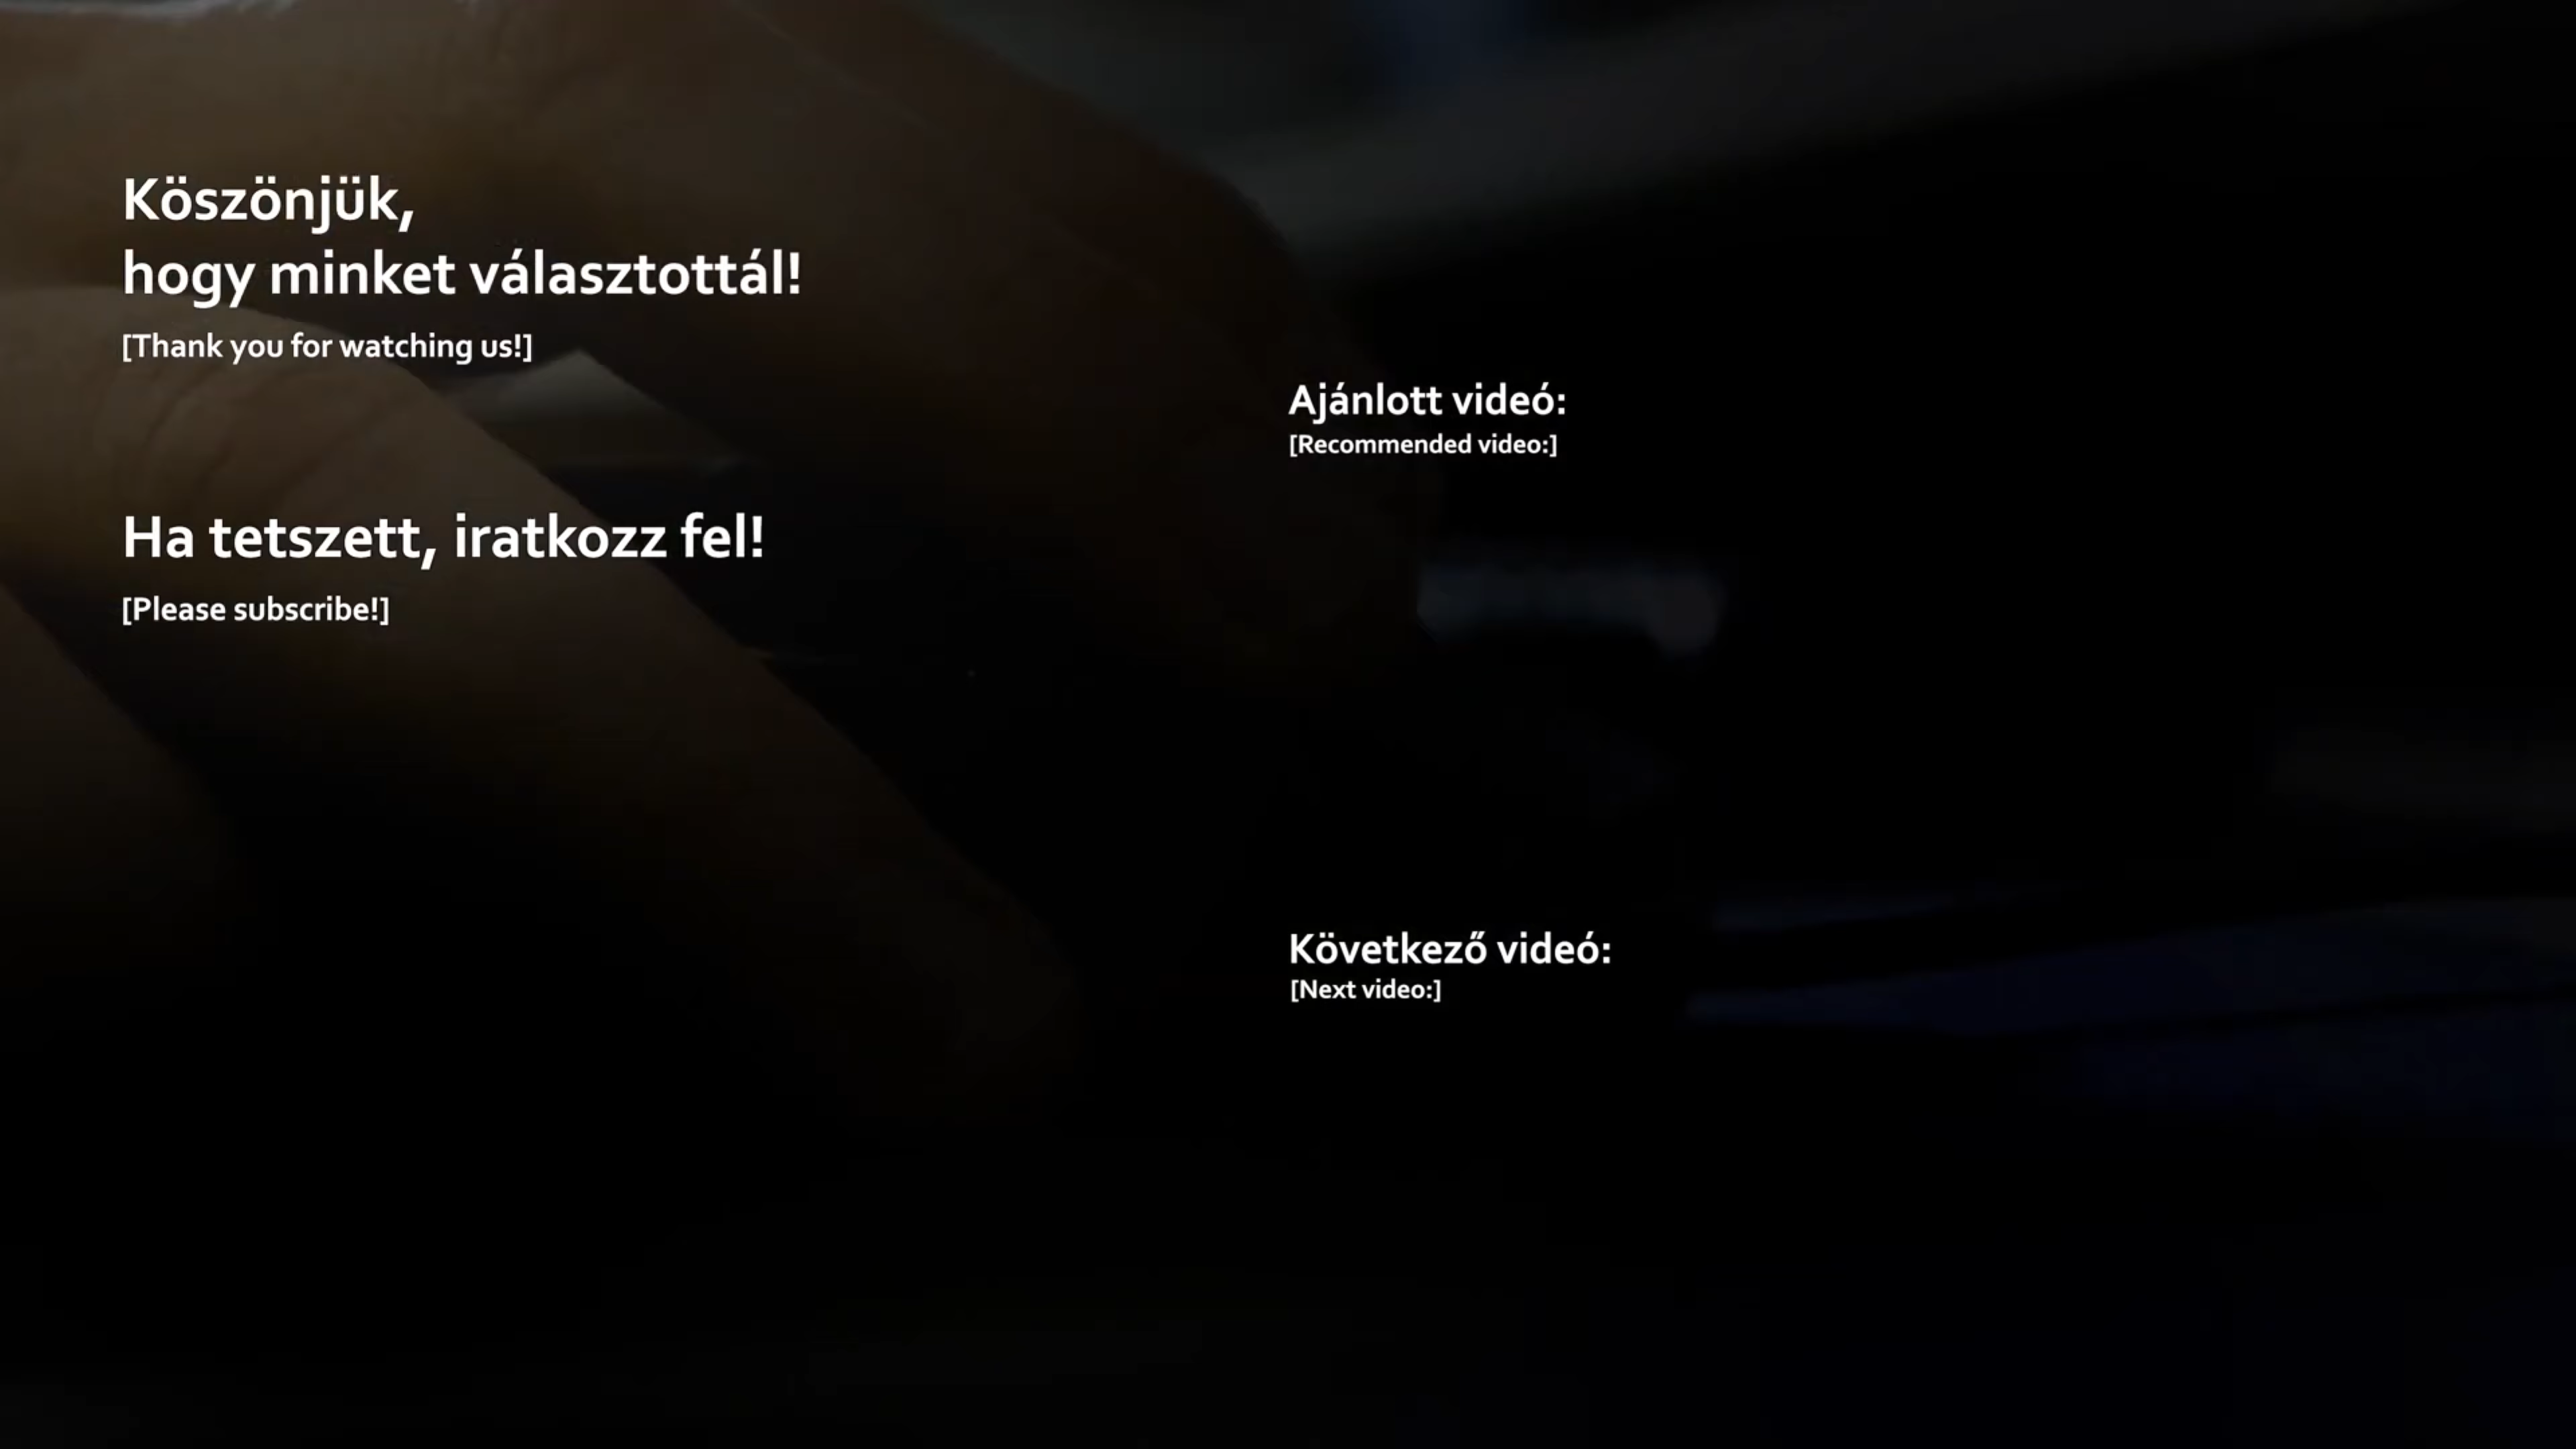 Köszönjük,
hogy minket választottál!
[Thank you for watching us!]
Ha tetszett, iratkozz fel!
[Please subscribe!]
Ajánlott videó:
[Recommended video:]
Következő videó:
[Next video:]